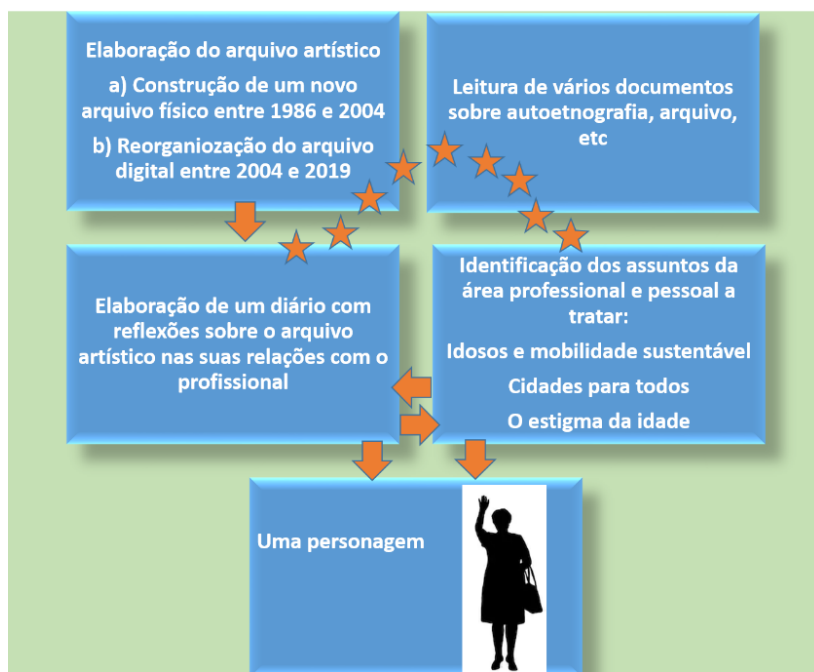 Elaboração do arquivo artístico
a) Construção de um novo
arquivo físico entre 1986 e 2004
b) Reorganiozação do arquivo
digital entre 2004 e 2019
Leitura de vários documentos
sobre autoetnografia, arquivo,
etc
Elaboração de um diário com
reflexões sobre o arquivo
artístico nas suas relações com o
profissional
Identificação dos assuntos da
área professional e pessoal a
tratar:
Idosos e mobilidade sustentável
Cidades para todos
O estigma da idade
Uma personagem